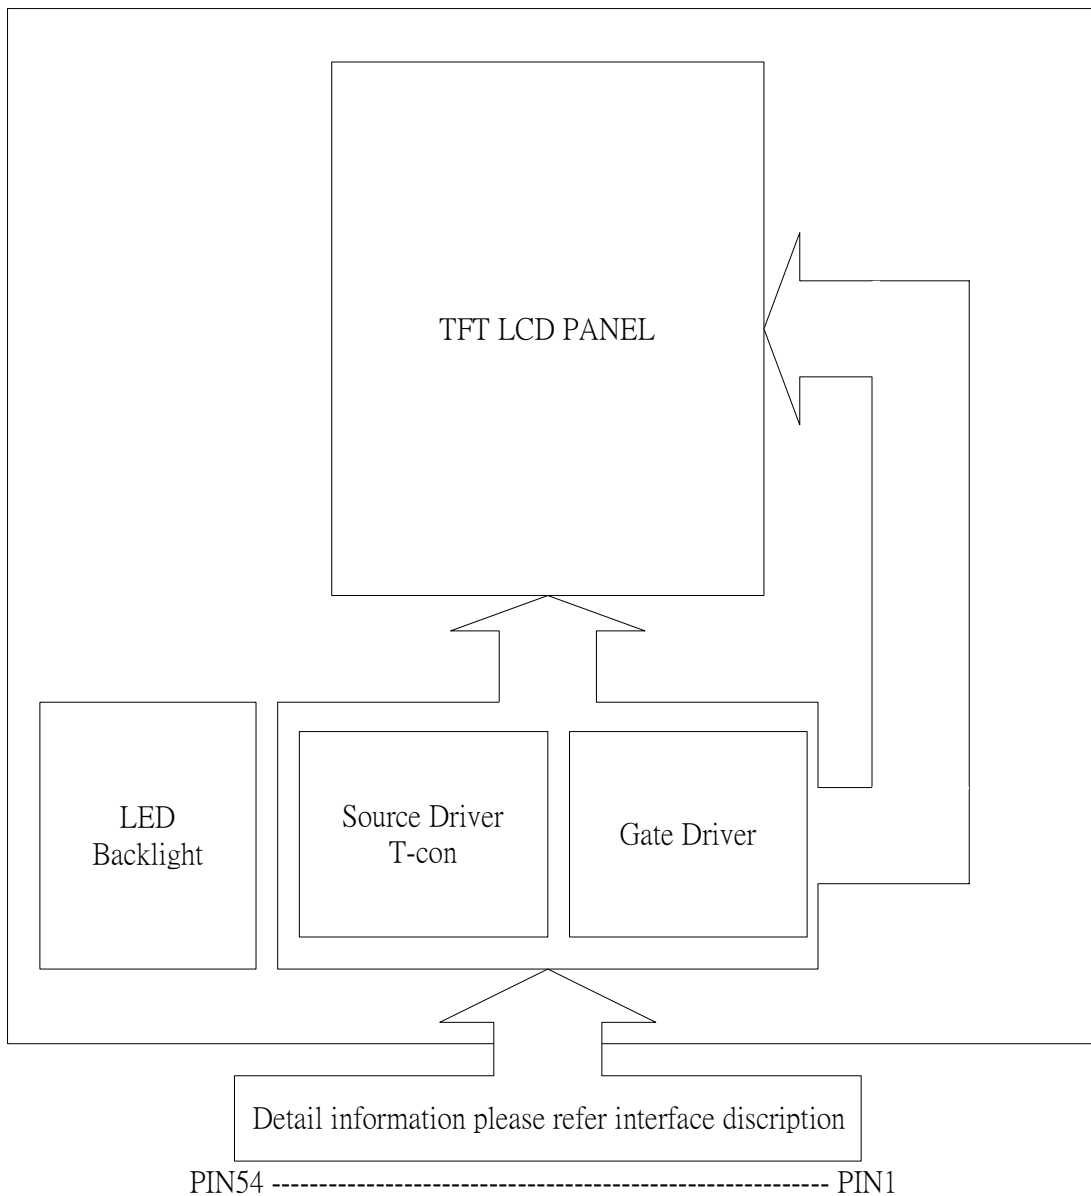 TFT LCD PANEL
LED
Backlight
Source Driver
T-con
Gate Driver
Detail information please refer interface discription
PIN54 ------------------------------------------------------- PIN1